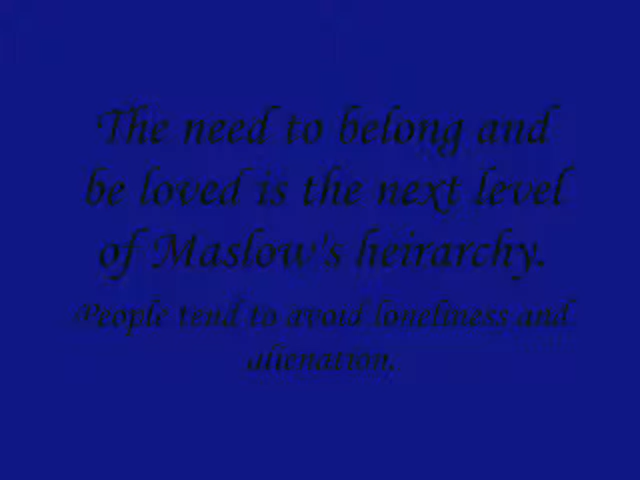 The need to belong and
be loved is the next level
of Maslow's heirarchy.
People tend to avoid loneliness and
alienation.